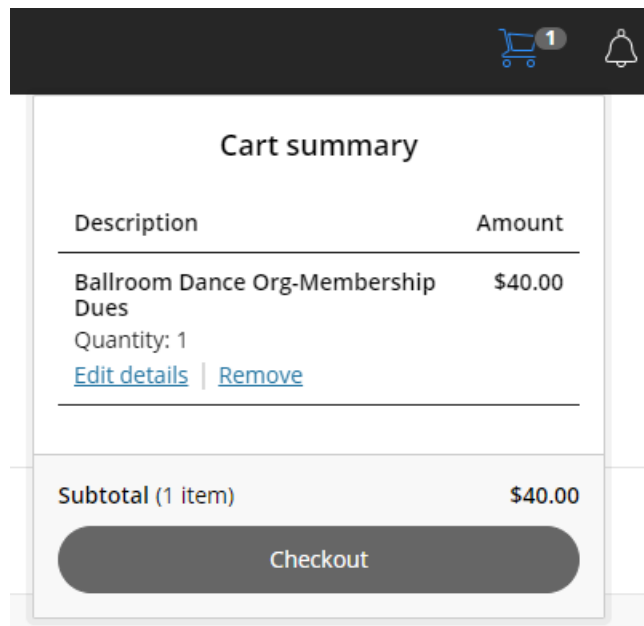 1
Cart summary
Description Amount
Ballroom Dance Org-Membership $40.00
Dues
Quantity: 1
Edit details | Remove
Subtotal (1 item) $40.00
Checkout